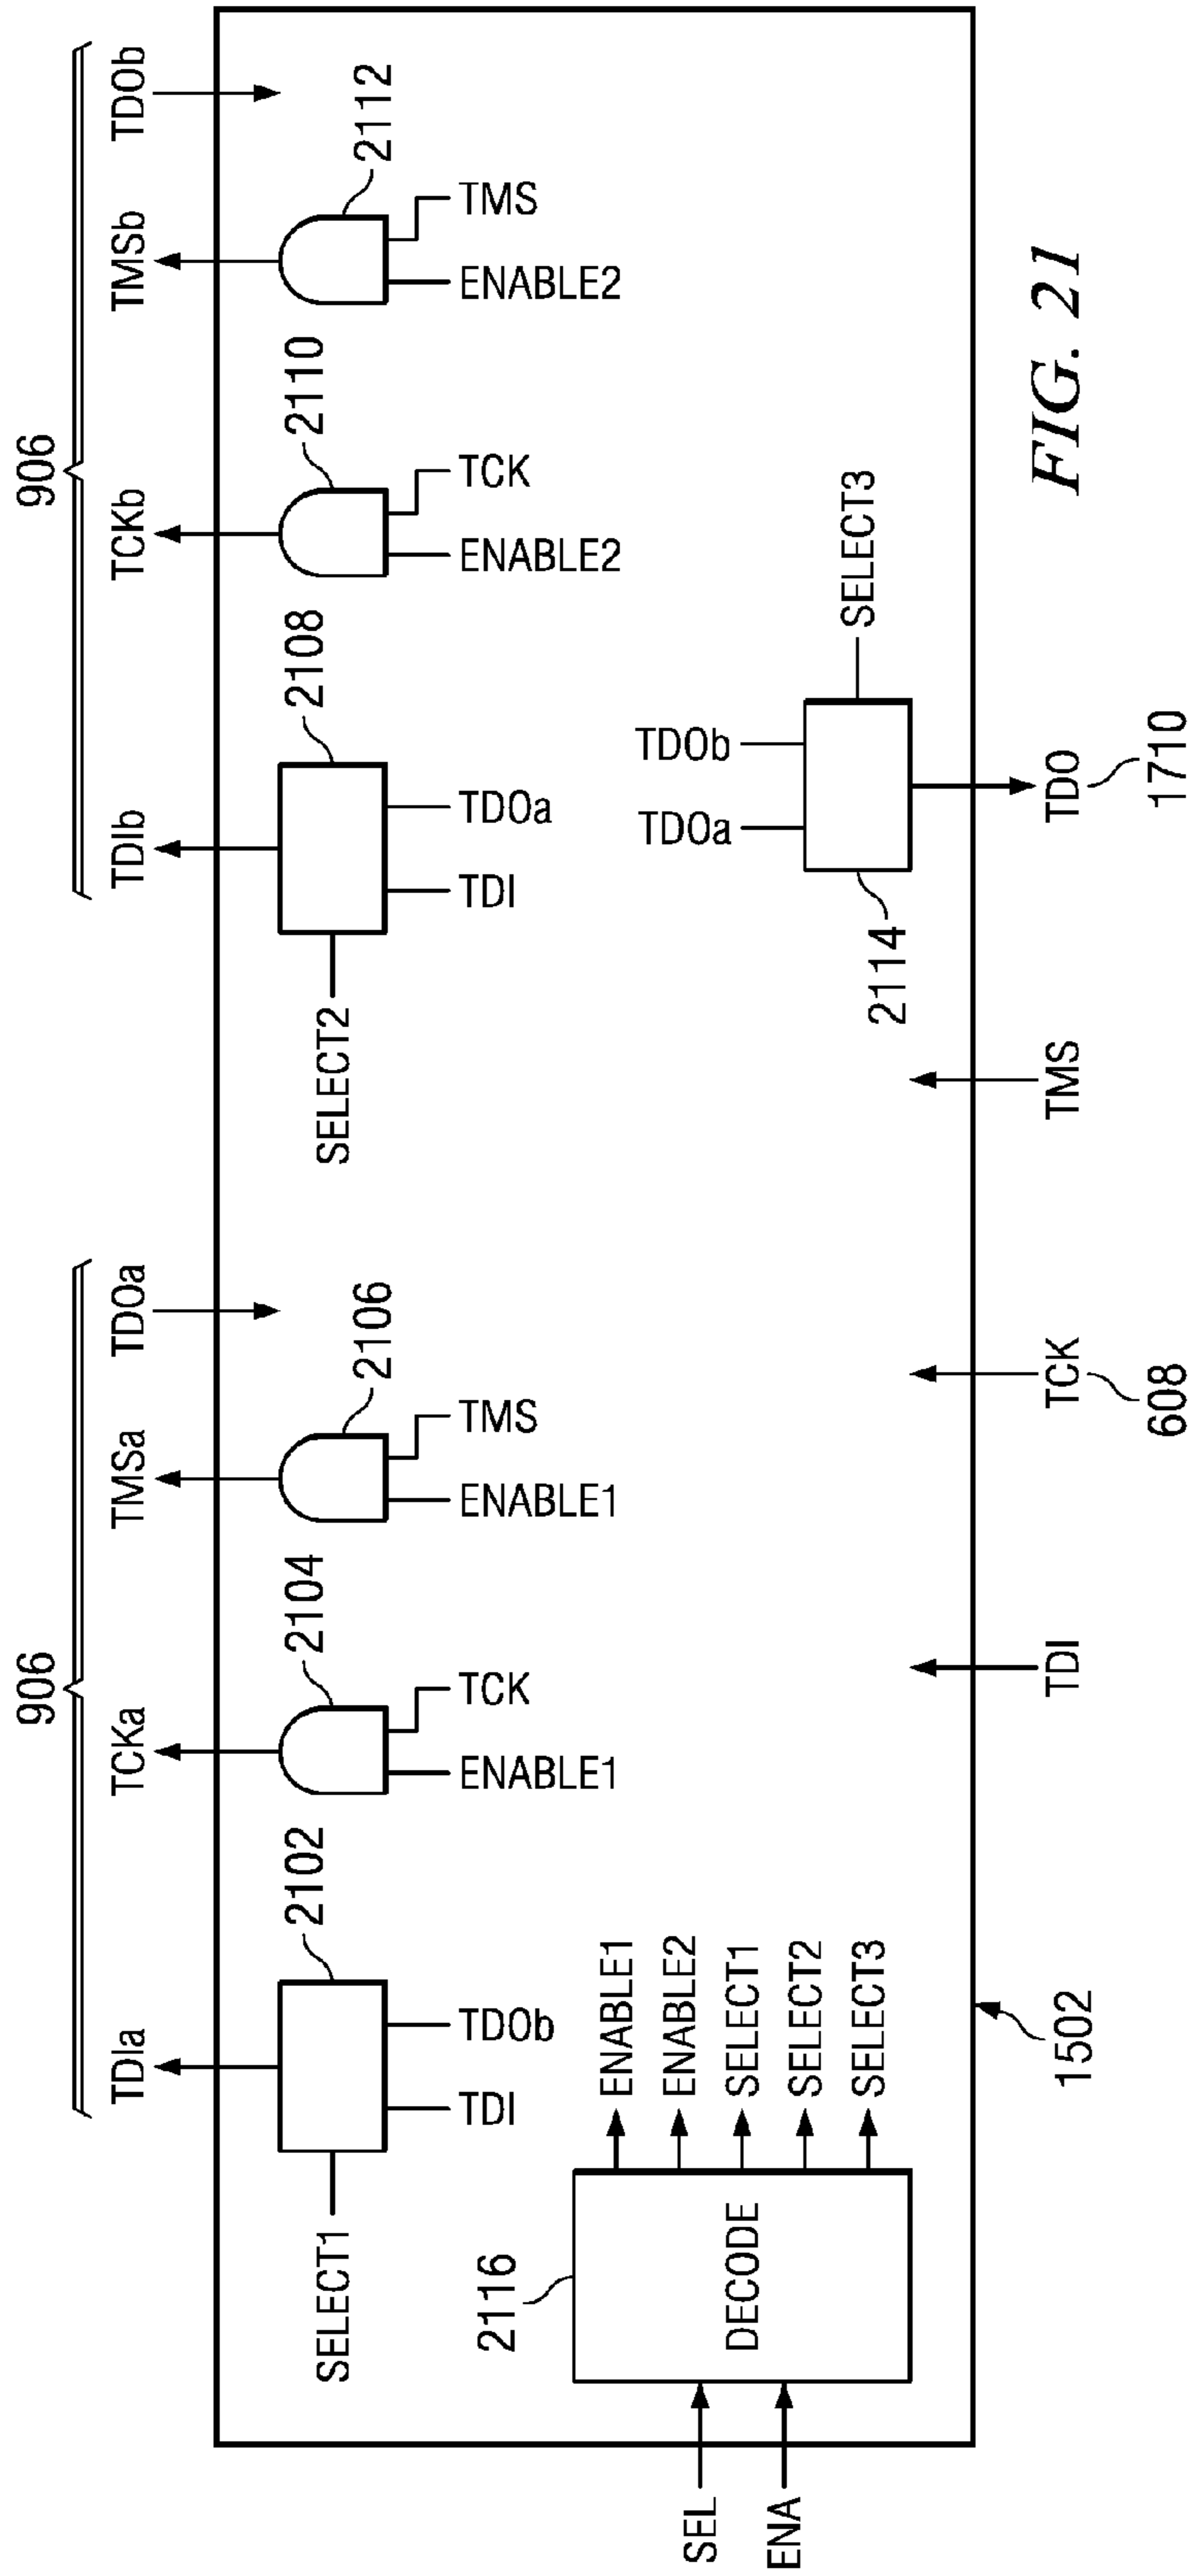 906
906
TDIa
TCKa
TMSa
TDOa
TDIb
TCKb
TMSb
TDOb
2102
2104
2106
2108
2110
2112
SELECT1
TDI
TDOb
ENABLE1
TCK
ENABLE1
TMS
SELECT2
TDI
TDOa
ENABLE2
TCK
ENABLE2
TMS
2116
SEL
ENA
DECODE
ENABLE1
ENABLE2
SELECT1
SELECT2
SELECT3
TDOa
TDOb
SELECT3
2114
1502
TDI
TCK
608
TMS
TDO
1710
FIG. 21